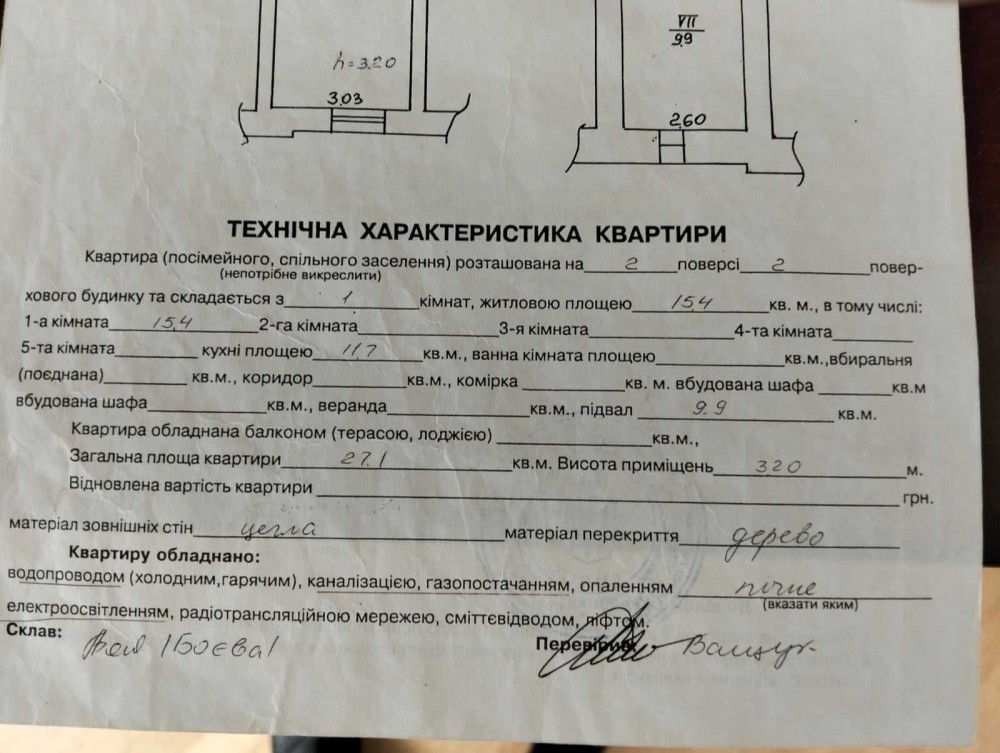 VII
9.9
h=3.20
3.03
2.60
ТЕХНІЧНА ХАРАКТЕРИСТИКА КВАРТИРИ
Квартира (посімейного, спільного заселення) розташована на 2 поверсі 2 повер-
(непотрібне викреслити)
хового будинку та складається з 1 кімнат, житловою площею 15,4 кв. м., в тому числі:
1-а кімната 15,4 2-га кімната 3-я кімната 4-та кімната
5-та кімната кухні площею 11,7 кв.м., ванна кімната площею кв.м.,вбиральня
(поєднана) кв.м., коридор кв.м., комірка кв. м. вбудована шафа кв.м
вбудована шафа кв.м., веранда кв.м., підвал 9.9 кв.м.
Квартира обладнана балконом (терасою, лоджією) кв.м.,
Загальна площа квартири 27.1 кв.м. Висота приміщень 3.20 м.
Відновлена вартість квартири грн.
матеріал зовнішніх стін цегла матеріал перекриття дерево
Квартиру обладнано:
водопроводом (холодним,гарячим), каналізацією, газопостачанням, опаленням пічне
(вказати яким)
електроосвітленням, радіотрансляційною мережею, сміттєвідводом, ліфтом.
Склав: /Боєва/ Перевірив: